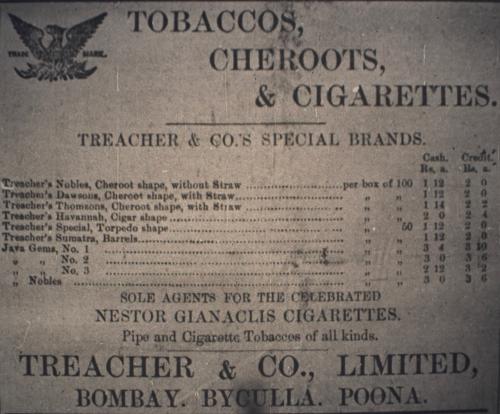 TRADE MARK.
TOBACCOS,
CHEROOTS,
& CIGARETTES.
TREACHER & CO.'S SPECIAL BRANDS.
Cash. Credit.
Rs. a. Rs. a.
Treacher's Nobles, Cheroot shape, without Straw per box of 100 1 12 2 0
Treacher's Dawsons, Cheroot shape, with Straw „ „ 1 12 2 0
Treacher's Thomsons, Cheroot shape, with Straw „ „ 1 14 2 2
Treacher's Havannah, Cigar shape „ „ 2 0 2 4
Treacher's Special, Torpedo shape „ 50 1 12 2 0
Treacher's Sumatra, Barrels „ „ 1 12 2 0
Java Gems, No. 1 „ „ 3 4 3 10
„ „ No. 2 „ „ 3 0 3 6
„ „ No. 3 „ „ 2 12 3 2
„ Nobles „ „ 3 0 3 6
SOLE AGENTS FOR THE CELEBRATED
NESTOR GIANACLIS CIGARETTES.
Pipe and Cigarette Tobaccos of all kinds.
TREACHER & CO., LIMITED,
BOMBAY. BYCULLA. POONA.